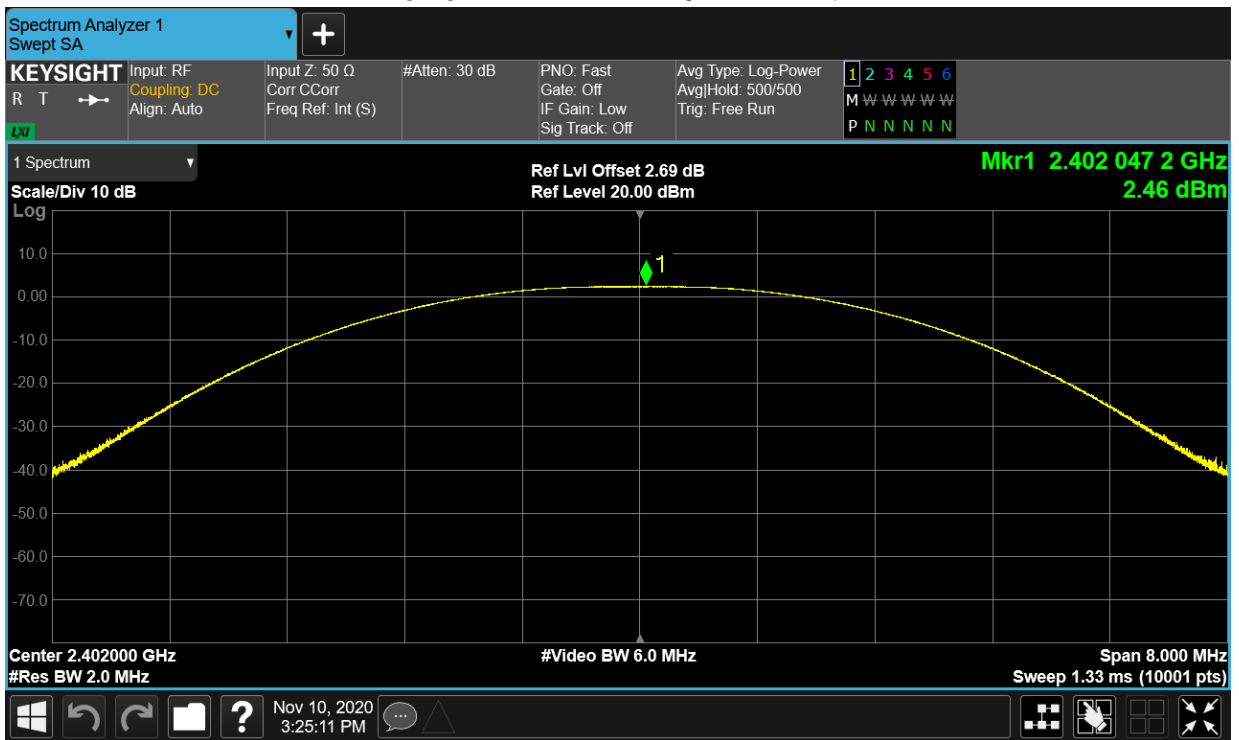 Spectrum Analyzer 1
Swept SA
KEYSIGHT
R T
LXI
Input: RF
Coupling: DC
Align: Auto
Input Z: 50 Ω
Corr CCorr
Freq Ref: Int (S)
#Atten: 30 dB
PNO: Fast
Gate: Off
IF Gain: Low
Sig Track: Off
Avg Type: Log-Power
Avg|Hold: 500/500
Trig: Free Run
1 2 3 4 5 6
M W W W W W
P N N N N N
1 Spectrum
Scale/Div 10 dB
Log
Ref Lvl Offset 2.69 dB
Ref Level 20.00 dBm
Mkr1 2.402 047 2 GHz
2.46 dBm
1
10.0
0.00
-10.0
-20.0
-30.0
-40.0
-50.0
-60.0
-70.0
Center 2.402000 GHz
#Res BW 2.0 MHz
#Video BW 6.0 MHz
Span 8.000 MHz
Sweep 1.33 ms (10001 pts)
?
Nov 10, 2020
3:25:11 PM